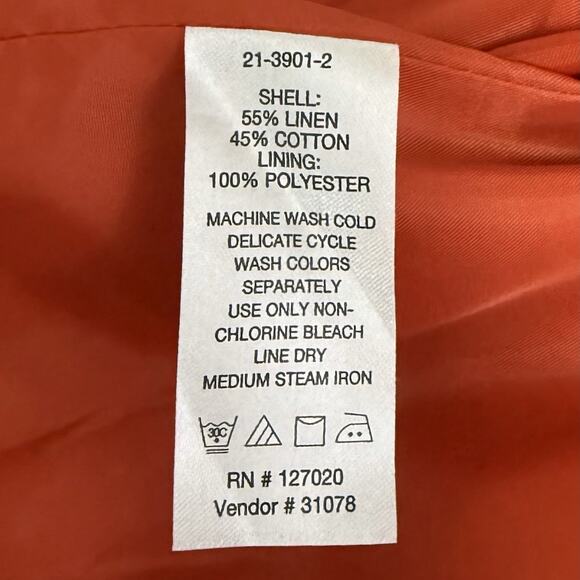 21-3901-2
SHELL:
55% LINEN
45% COTTON
LINING:
100% POLYESTER
MACHINE WASH COLD
DELICATE CYCLE
WASH COLORS
SEPARATELY
USE ONLY NON-
CHLORINE BLEACH
LINE DRY
MEDIUM STEAM IRON
30C
RN # 127020
Vendor # 31078